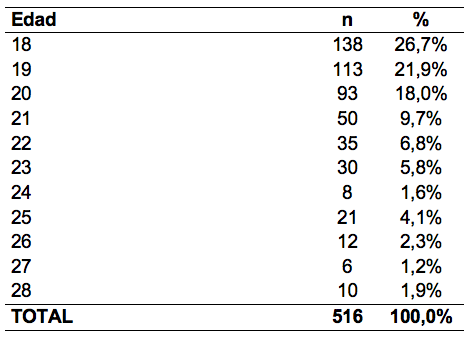 Edad n %
18 138 26,7%
19 113 21,9%
20 93 18,0%
21 50 9,7%
22 35 6,8%
23 30 5,8%
24 8 1,6%
25 21 4,1%
26 12 2,3%
27 6 1,2%
28 10 1,9%
TOTAL 516 100,0%